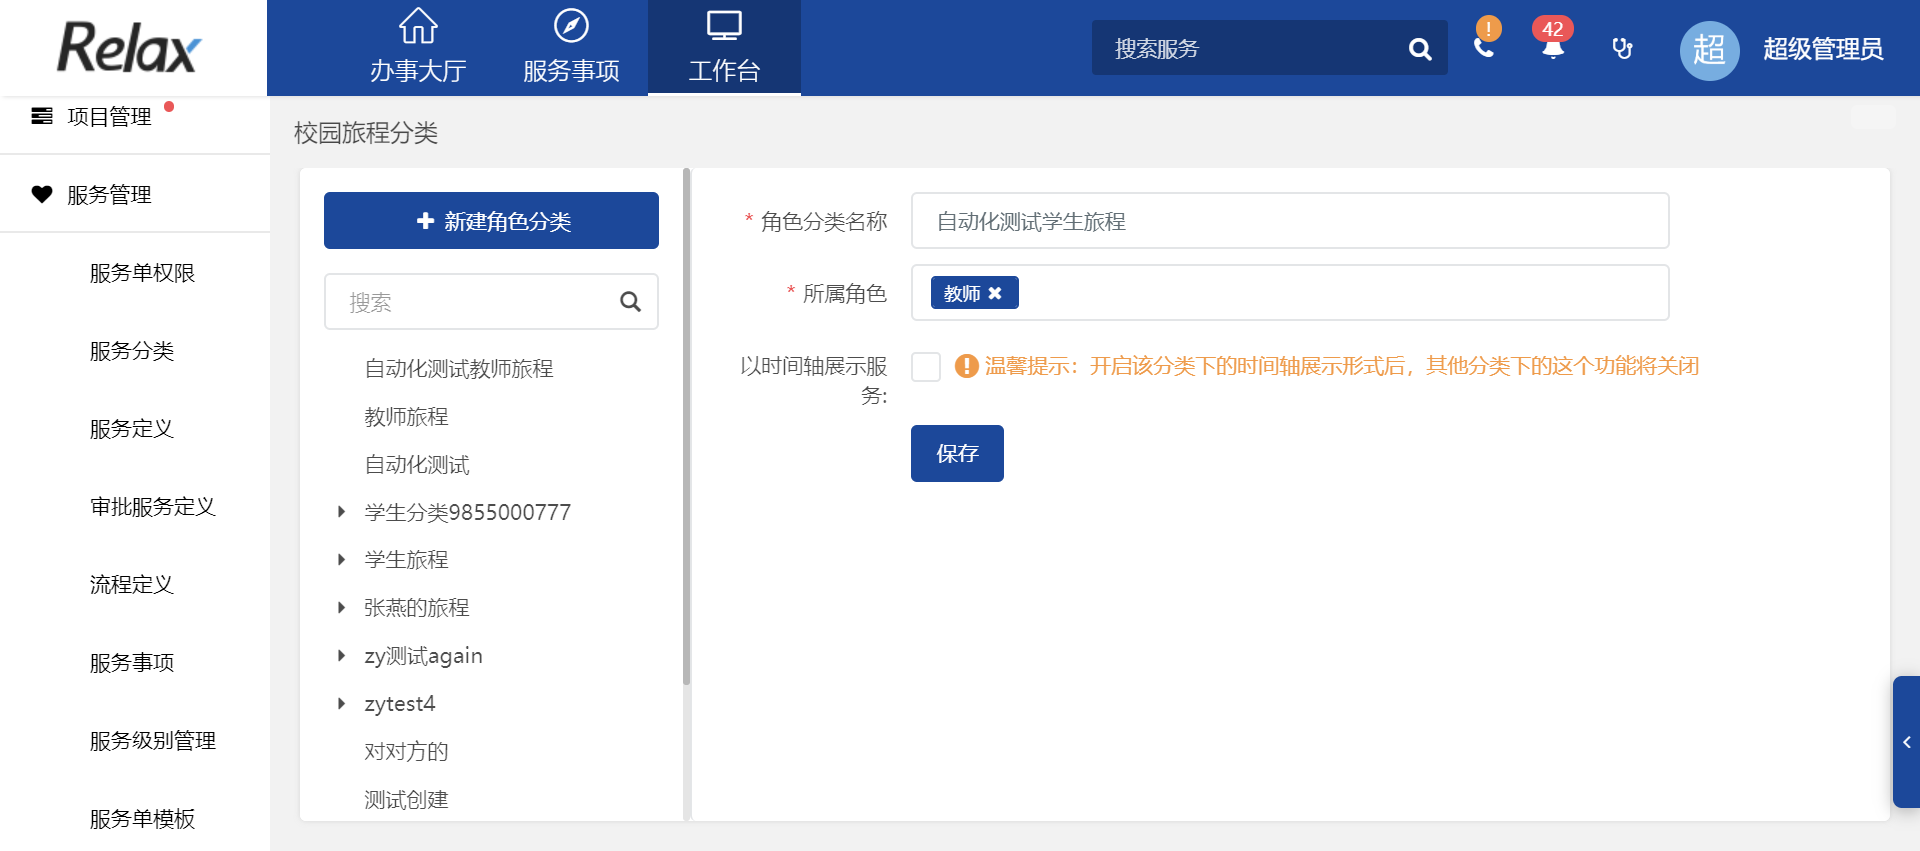 Relax
办事大厅
服务事项
工作台
搜索服务
!
42
超
超级管理员
项目管理
服务管理
服务单权限
服务分类
服务定义
审批服务定义
流程定义
服务事项
服务级别管理
服务单模板
校园旅程分类
新建角色分类
搜索
自动化测试教师旅程
教师旅程
自动化测试
学生分类9855000777
学生旅程
张燕的旅程
zy测试again
zytest4
对对方的
测试创建
* 角色分类名称
自动化测试学生旅程
* 所属角色
教师
以时间轴展示服
务:
温馨提示：开启该分类下的时间轴展示形式后，其他分类下的这个功能将关闭
保存